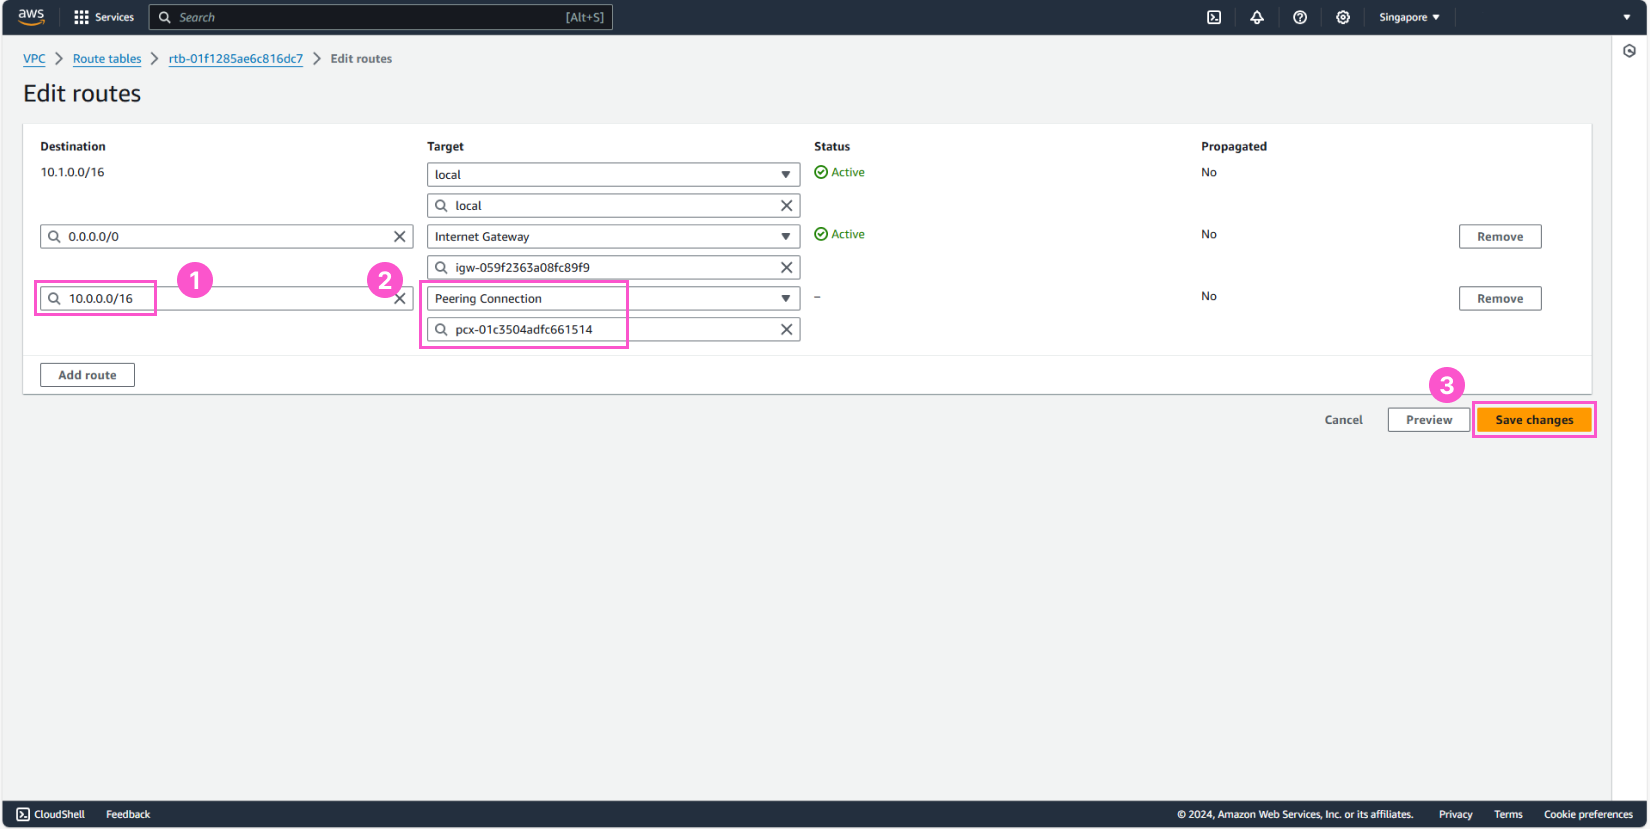 aws Services Search [Alt+S] Singapore
VPC Route tables rtb-01f1285ae6c816dc7 Edit routes
Edit routes
Destination Target Status Propagated
10.1.0.0/16 local Active No
local
0.0.0.0/0 Internet Gateway Active No Remove
igw-059f2363a08fc89f9
1 2
10.0.0.0/16 Peering Connection – No Remove
pcx-01c3504adfc661514
Add route
3
Cancel Preview Save changes
CloudShell Feedback © 2024, Amazon Web Services, Inc. or its affiliates. Privacy Terms Cookie preferences